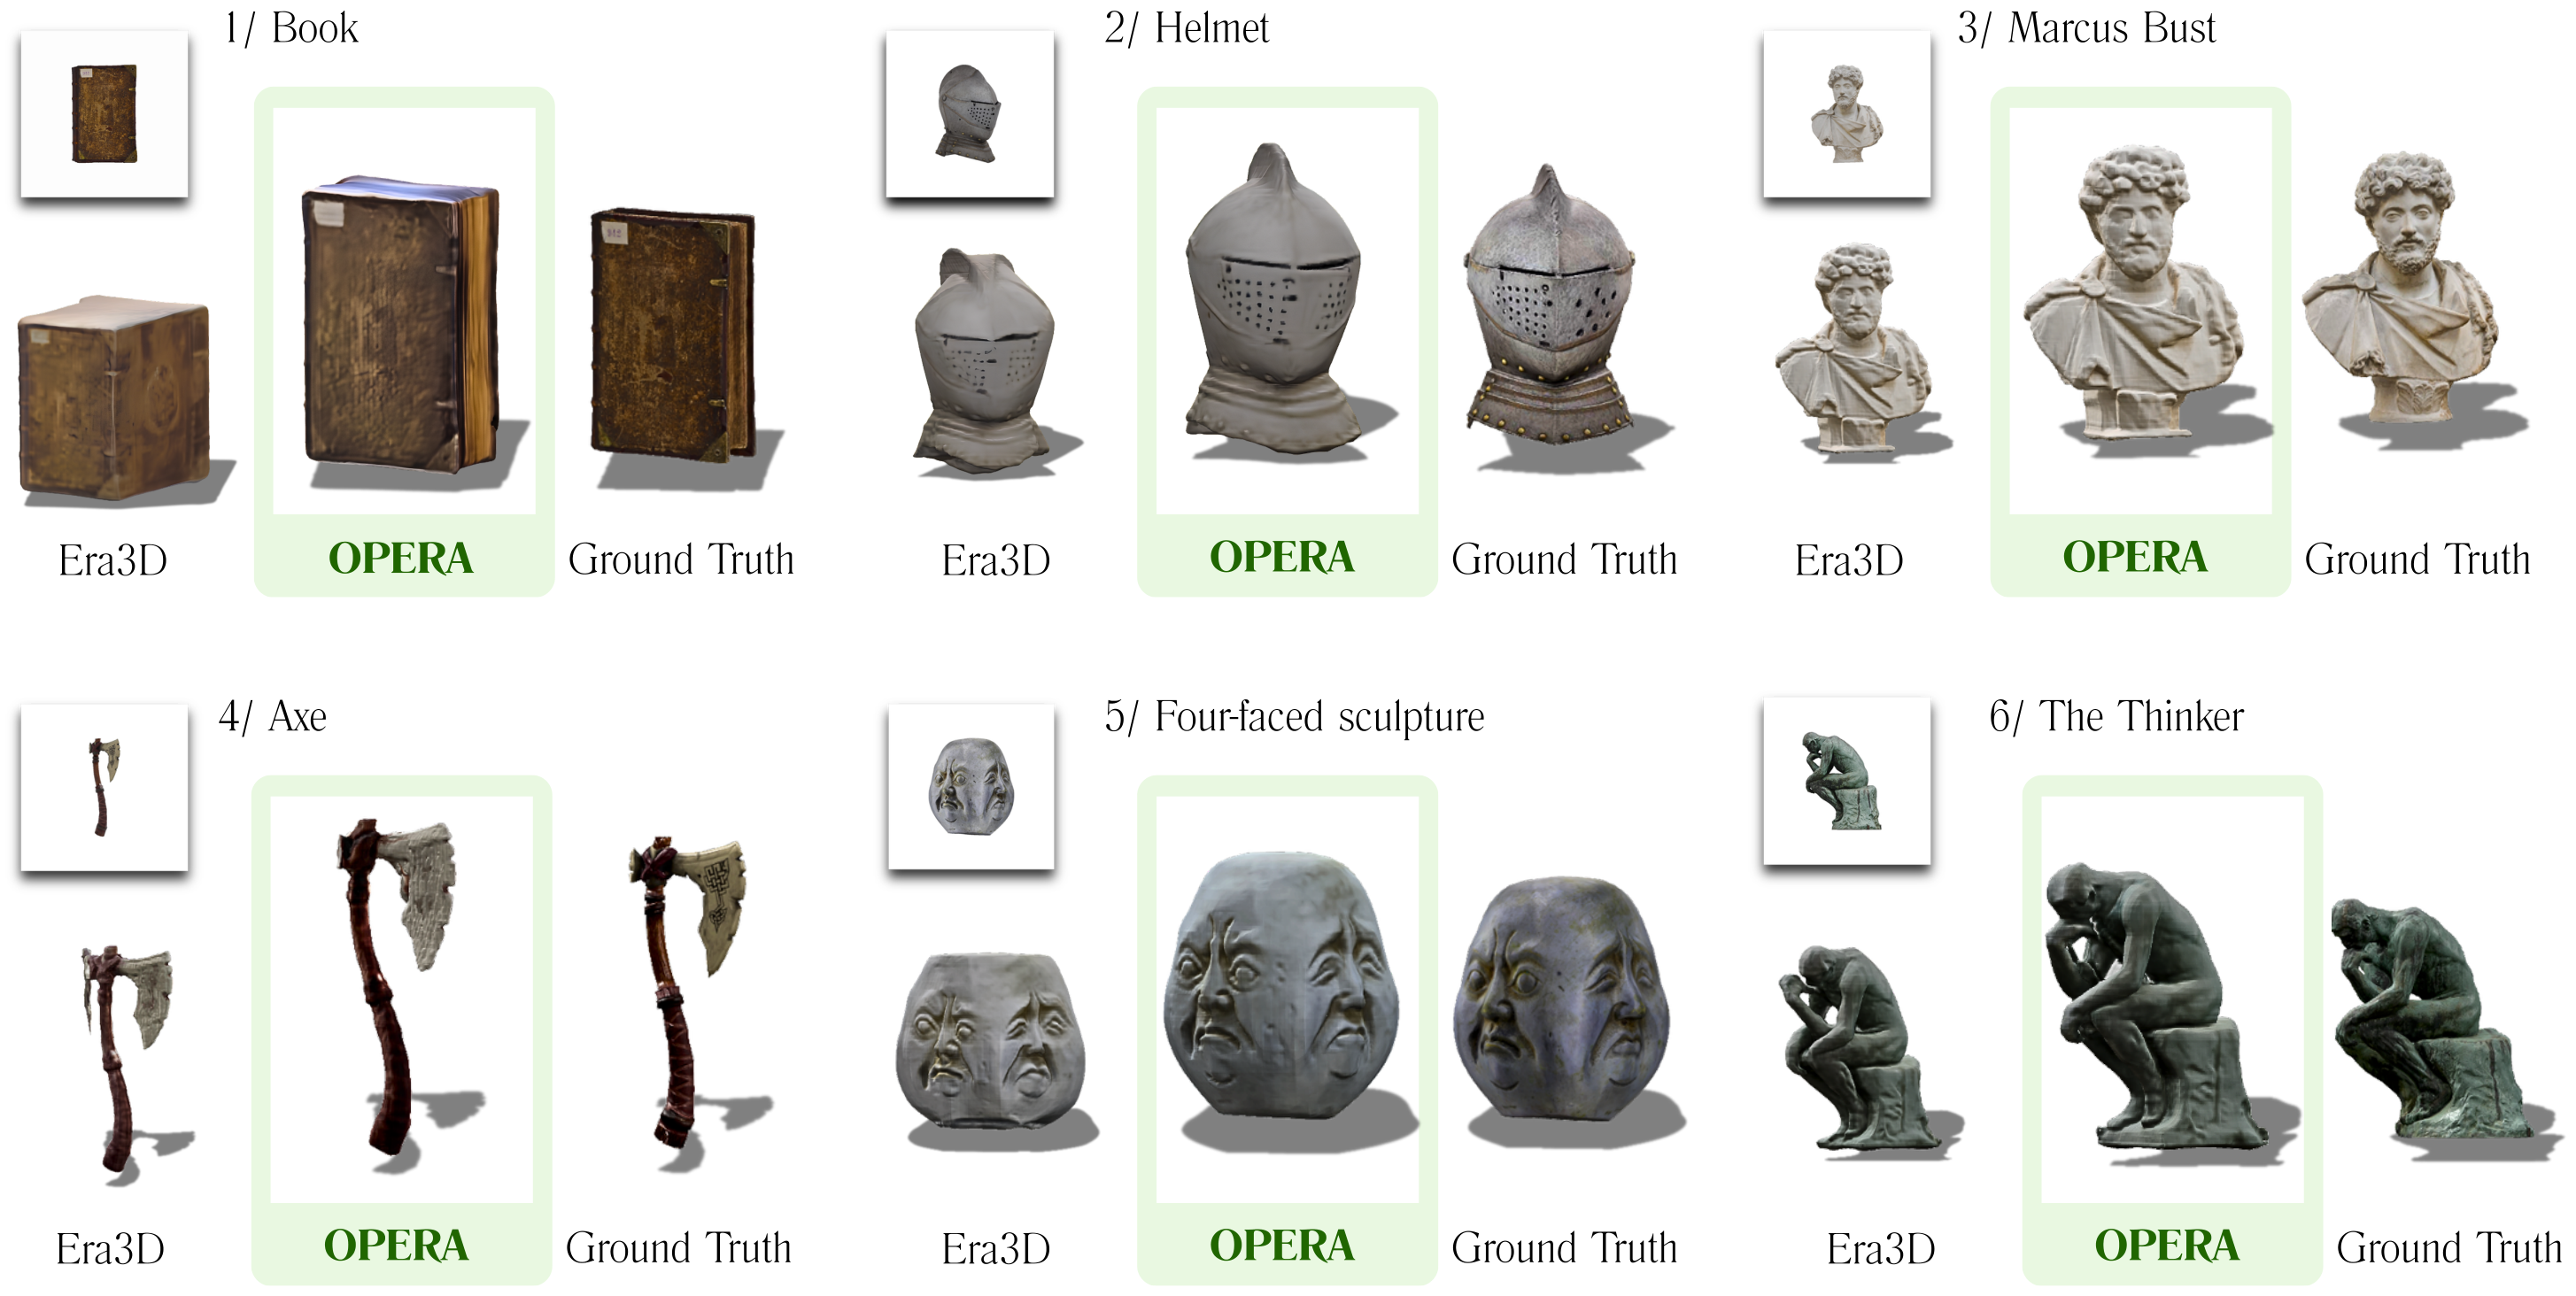 1/ Book
Era3D
OPERA
Ground Truth
2/ Helmet
Era3D
OPERA
Ground Truth
3/ Marcus Bust
Era3D
OPERA
Ground Truth
4/ Axe
Era3D
OPERA
Ground Truth
5/ Four-faced sculpture
Era3D
OPERA
Ground Truth
6/ The Thinker
Era3D
OPERA
Ground Truth